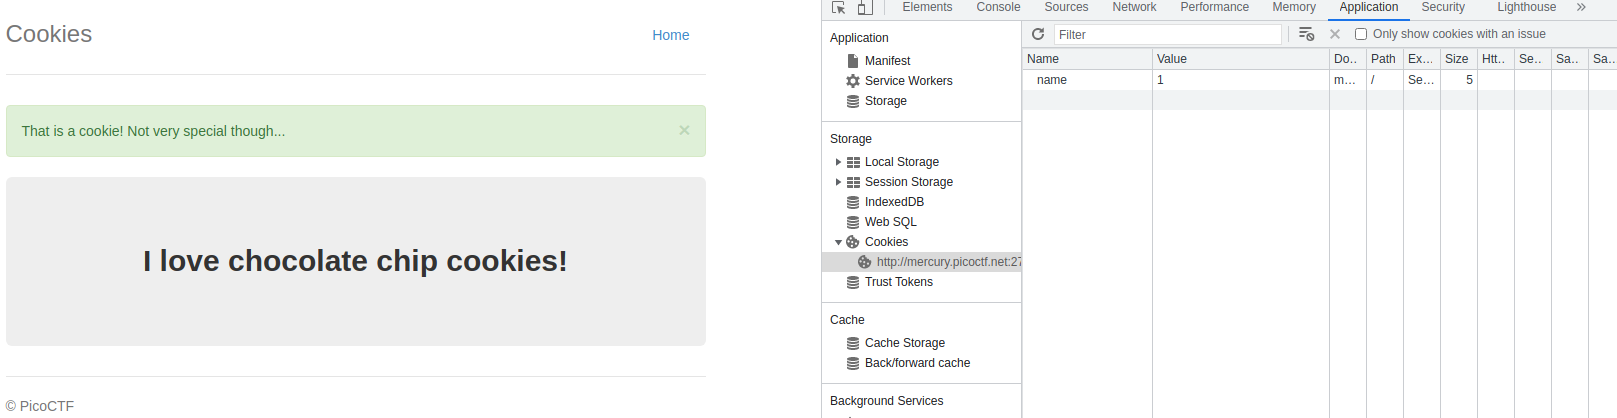 Cookies
Home
That is a cookie! Not very special though...
×
I love chocolate chip cookies!
© PicoCTF
Elements Console Sources Network Performance Memory Application Security Lighthouse »
Application
Manifest
Service Workers
Storage
Storage
Local Storage
Session Storage
IndexedDB
Web SQL
Cookies
http://mercury.picoctf.net:27
Trust Tokens
Cache
Cache Storage
Back/forward cache
Background Services
Filter
Only show cookies with an issue
Name Value Do.. Path Ex... Size Htt.. Se... Sa.. Sa..
name 1 m... / Se... 5